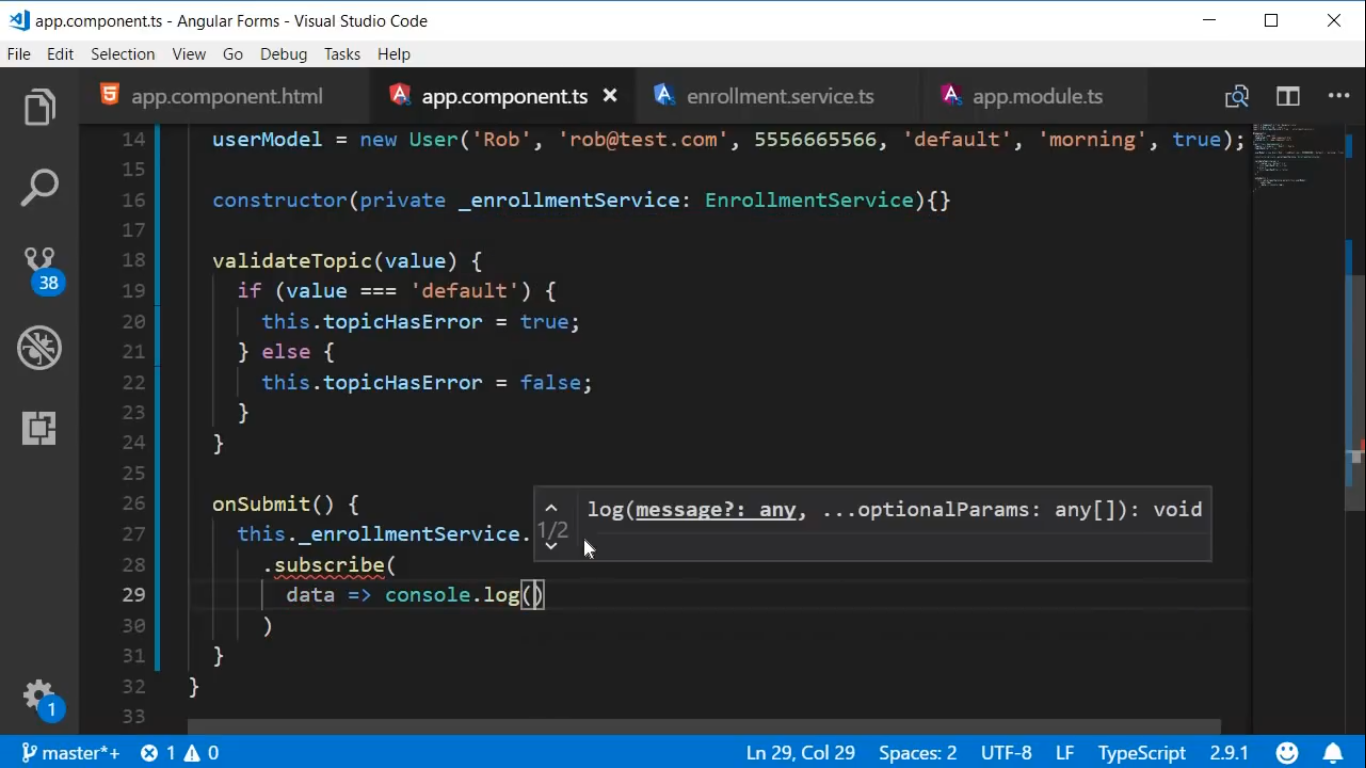 app.component.ts - Angular Forms - Visual Studio Code
File Edit Selection View Go Debug Tasks Help
app.component.html app.component.ts enrollment.service.ts app.module.ts
14 userModel = new User('Rob', 'rob@test.com', 5556665566, 'default', 'morning', true);
15
16 constructor(private _enrollmentService: EnrollmentService){}
17
18 validateTopic(value) {
19 if (value === 'default') {
20 this.topicHasError = true;
21 } else {
22 this.topicHasError = false;
23 }
24 }
25
26 onSubmit() {
log(message?: any, ...optionalParams: any[]): void
1/2
27 this._enrollmentService.
28 .subscribe(
29 data => console.log()
30 )
31 }
32 }
33
38
1
master*+ 1 0 Ln 29, Col 29 Spaces: 2 UTF-8 LF TypeScript 2.9.1